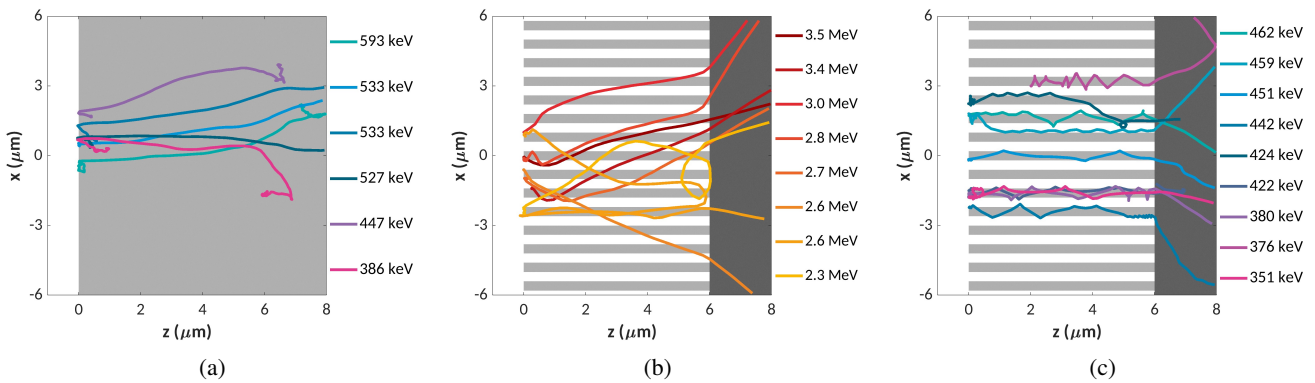 6
3
0
-3
-6
x (μm)
0 2 4 6 8
z (μm)
593 keV
533 keV
533 keV
527 keV
447 keV
386 keV
(a)
6
3
0
-3
-6
x (μm)
0 2 4 6 8
z (μm)
3.5 MeV
3.4 MeV
3.0 MeV
2.8 MeV
2.7 MeV
2.6 MeV
2.6 MeV
2.3 MeV
(b)
6
3
0
-3
-6
x (μm)
0 2 4 6 8
z (μm)
462 keV
459 keV
451 keV
442 keV
424 keV
422 keV
380 keV
376 keV
351 keV
(c)